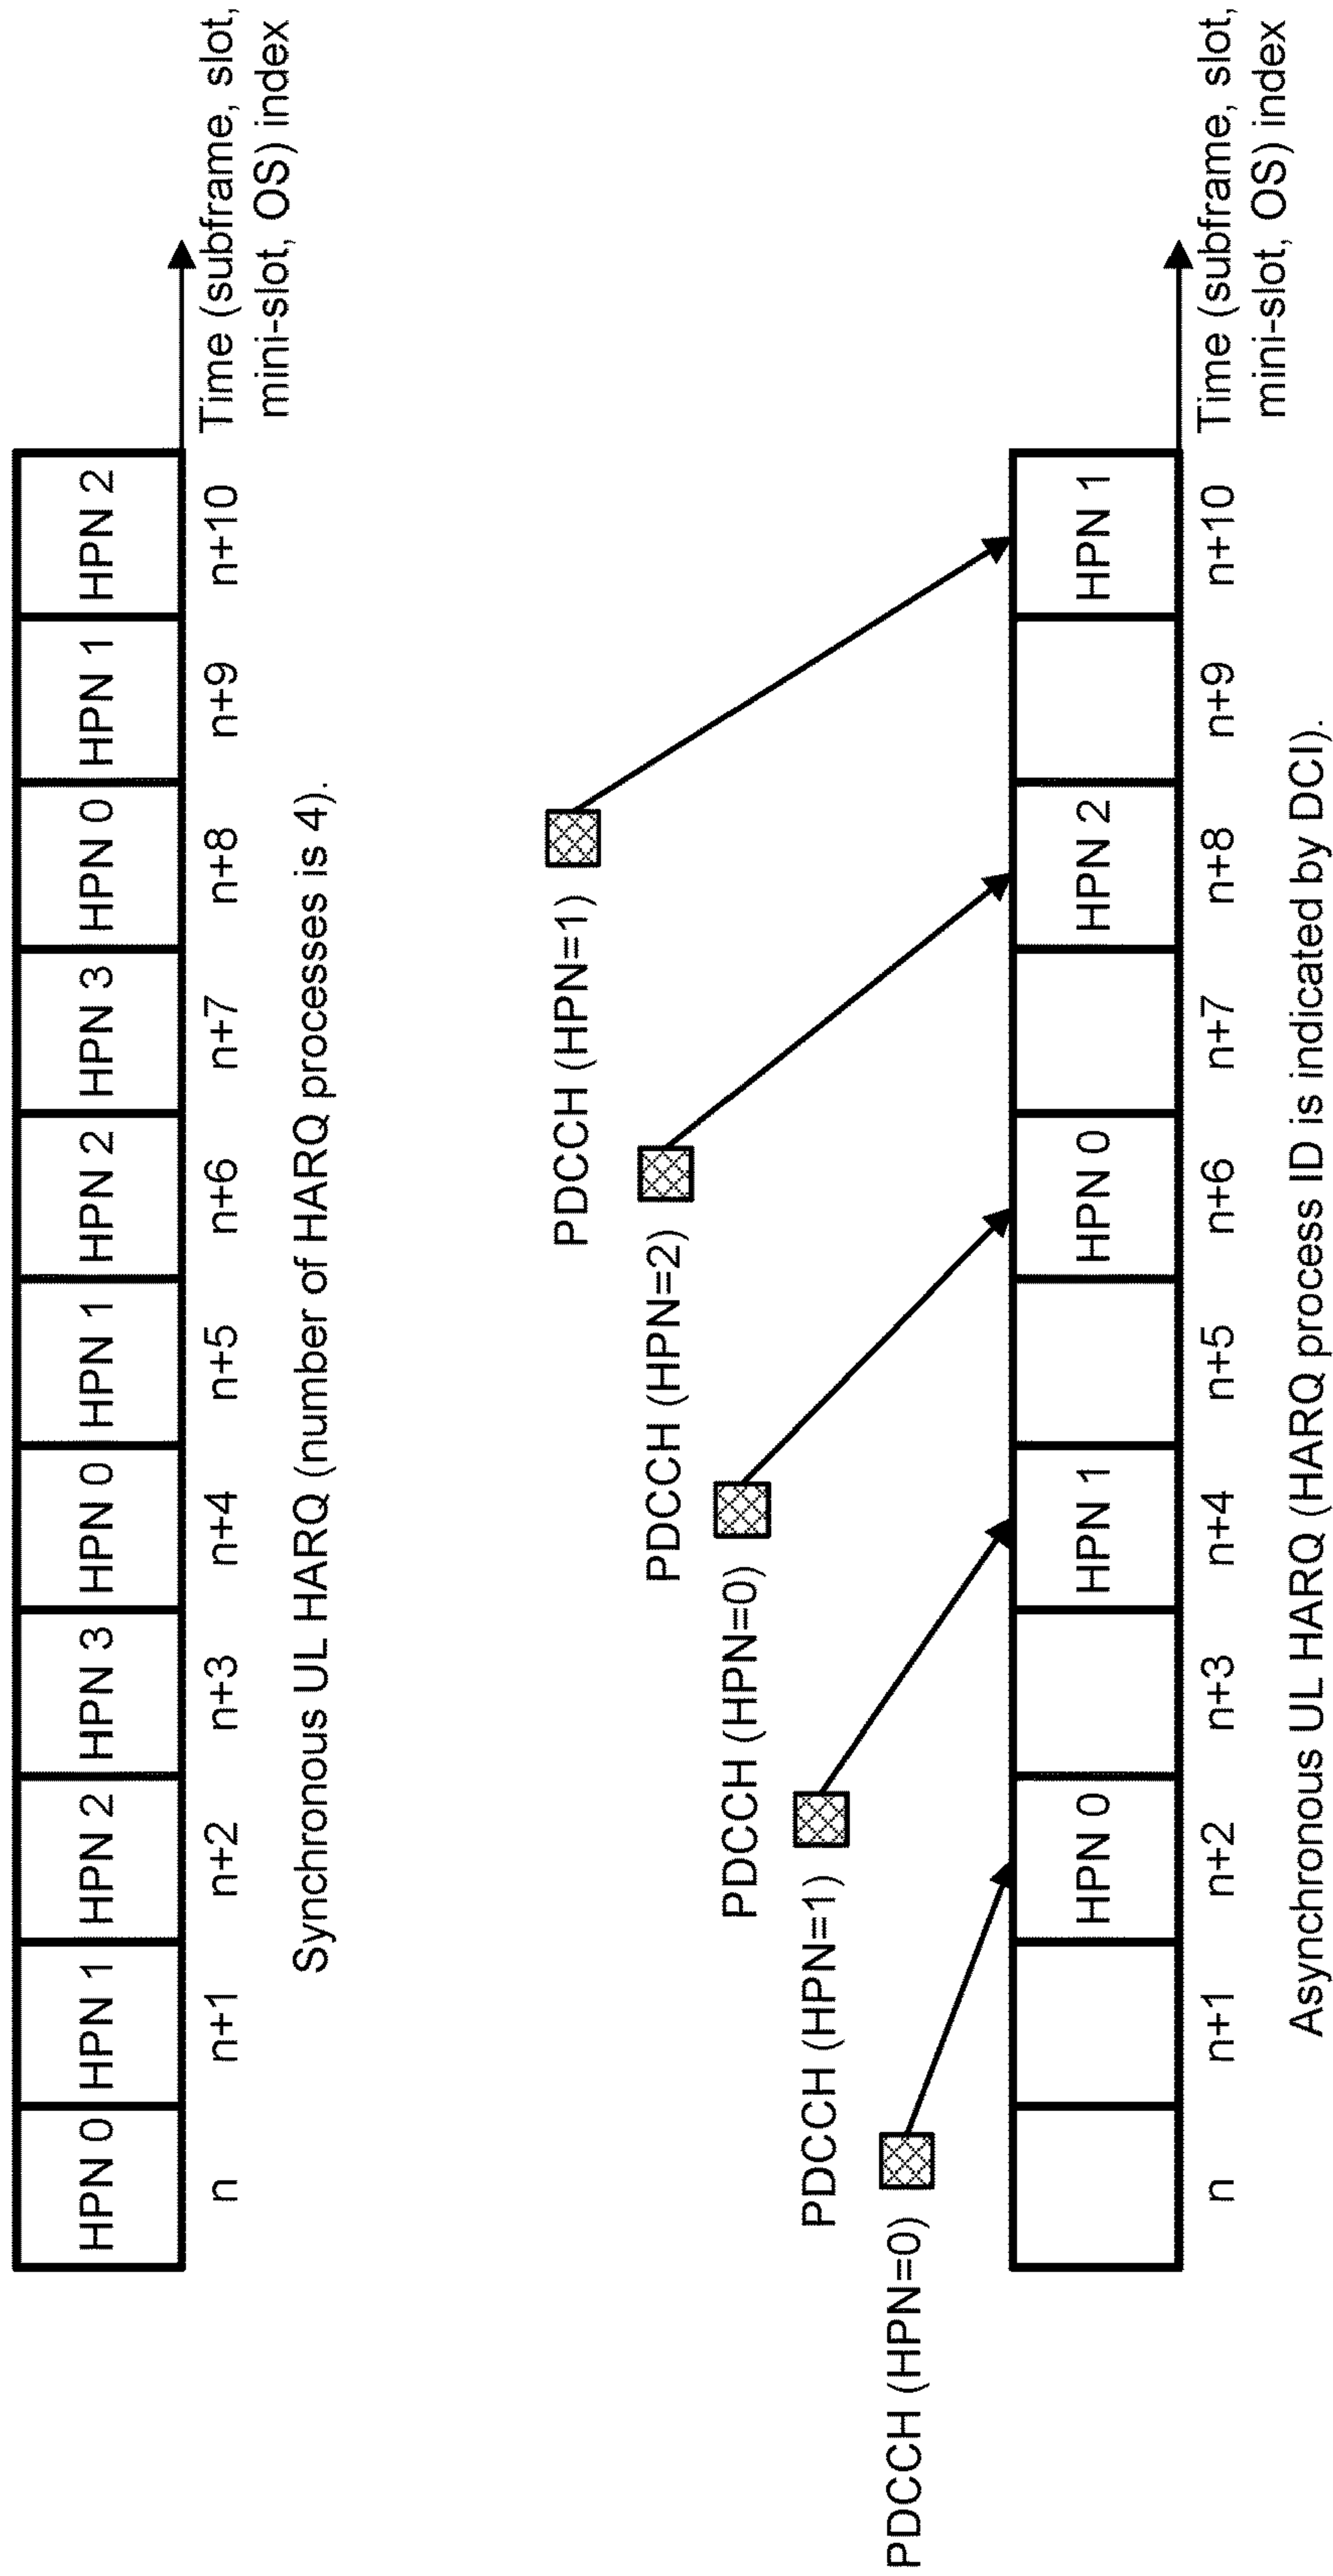 HPN 0 HPN 1 HPN 2 HPN 3 HPN 0 HPN 1 HPN 2 HPN 3 HPN 0 HPN 1 HPN 2
n n+1 n+2 n+3 n+4 n+5 n+6 n+7 n+8 n+9 n+10
Time (subframe, slot,
mini-slot, OS) index
Synchronous UL HARQ (number of HARQ processes is 4).
PDCCH (HPN=1)
PDCCH (HPN=2)
PDCCH (HPN=0)
PDCCH (HPN=1)
PDCCH (HPN=0)
HPN 0 HPN 1 HPN 0 HPN 2 HPN 1
n n+1 n+2 n+3 n+4 n+5 n+6 n+7 n+8 n+9 n+10
Time (subframe, slot,
mini-slot, OS) index
Asynchronous UL HARQ (HARQ process ID is indicated by DCI).